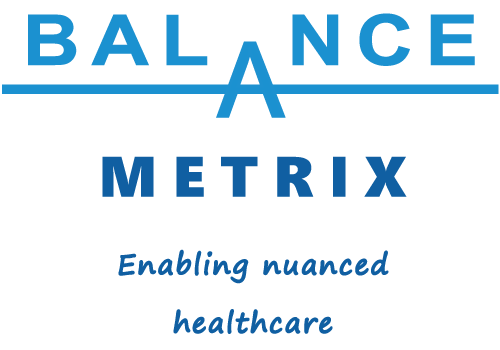 BALANCE
METRIX
Enabling nuanced
healthcare